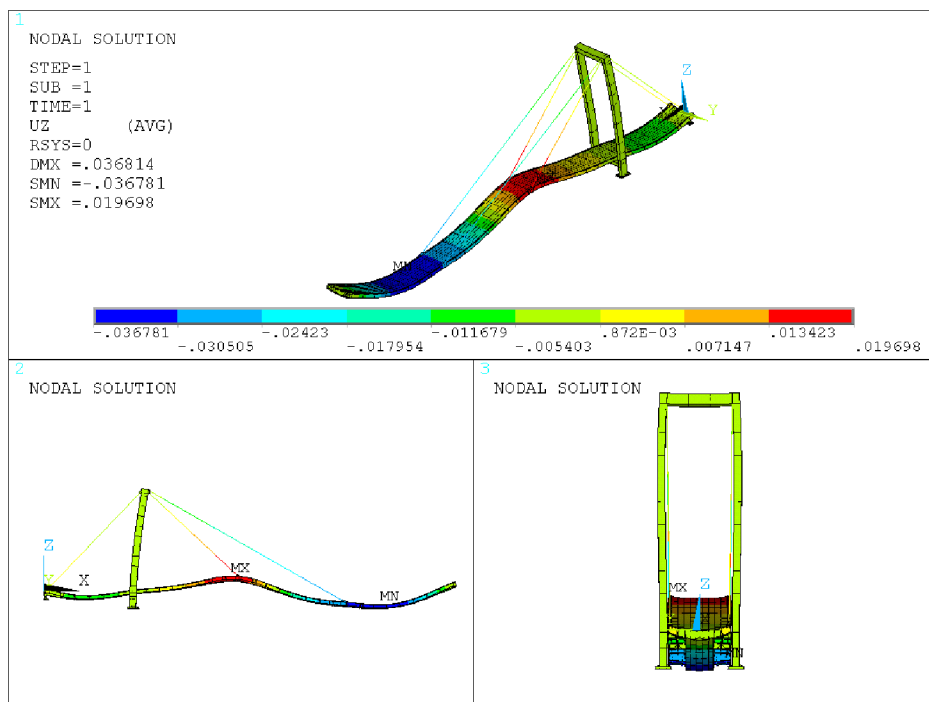 1
NODAL SOLUTION
STEP=1
SUB =1
TIME=1
UZ (AVG)
RSYS=0
DMX =.036814
SMN =-.036781
SMX =.019698
Z
Y
MN
-.036781 -.02423 -.011679 .872E-03 .013423
-.030505 -.017954 -.005403 .007147 .019698
2
NODAL SOLUTION
Z
Y X
MX
MN
3
NODAL SOLUTION
MX
Z